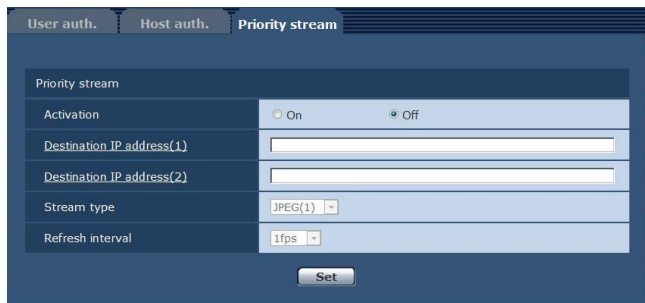 User auth. Host auth. Priority stream
Priority stream
Activation On Off
Destination IP address(1)
Destination IP address(2)
Stream type JPEG(1)
Refresh interval 1fps
Set